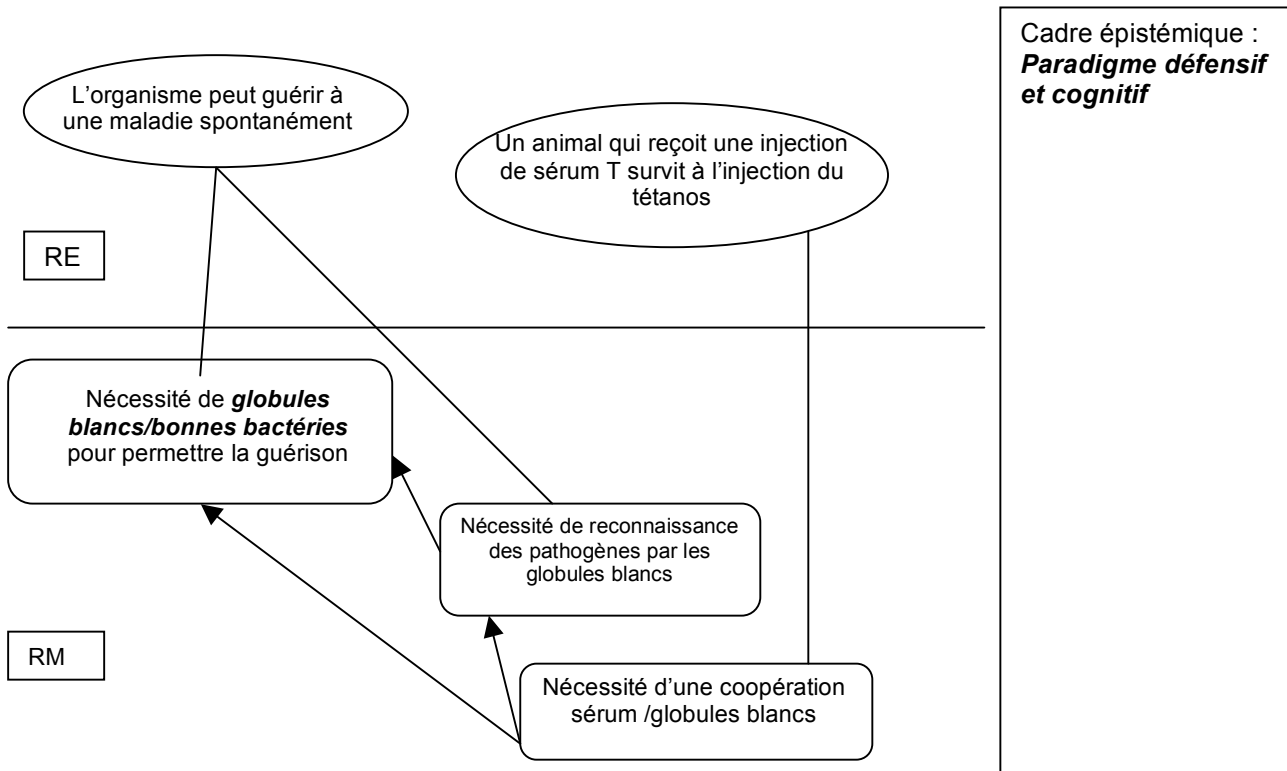 L’organisme peut guérir à
une maladie spontanément
Un animal qui reçoit une injection
de sérum T survit à l’injection du
tétanos
RE
Cadre épistémique :
Paradigme défensif
et cognitif
Nécessité de globules
blancs/bonnes bactéries
pour permettre la guérison
Nécessité de reconnaissance
des pathogènes par les
globules blancs
RM
Nécessité d’une coopération
sérum /globules blancs